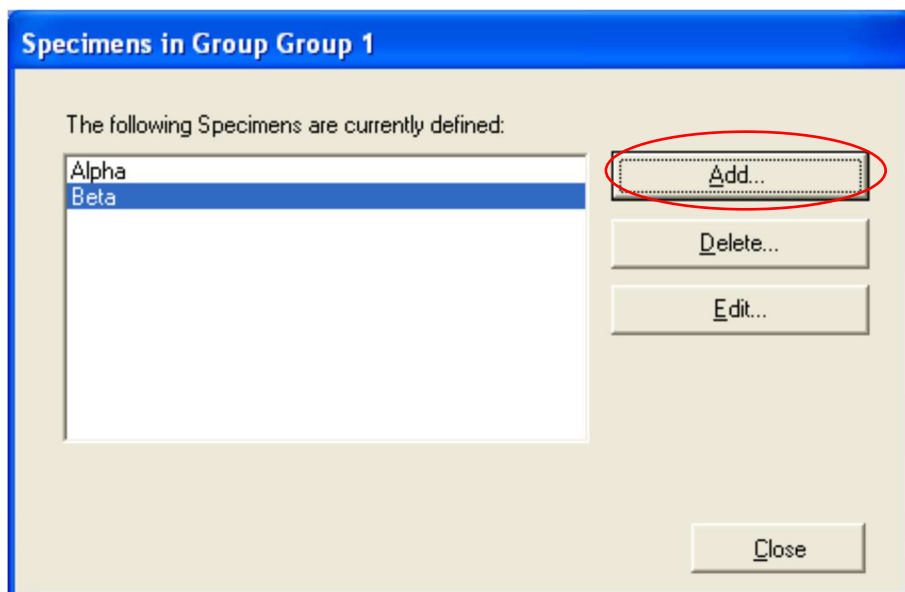 Specimens in Group Group 1
The following Specimens are currently defined:
Alpha
Beta
Add...
Delete...
Edit...
Close